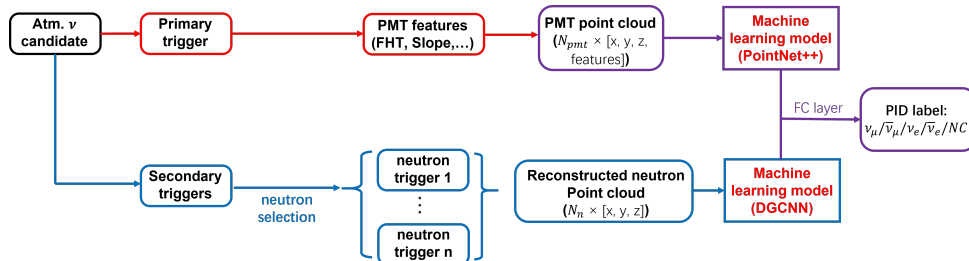 Atm. ν
candidate
Primary
trigger
PMT features
(FHT, Slope,...)
PMT point cloud
(N_pmt × [x, y, z,
features])
Machine
learning model
(PointNet++)
FC layer
PID label:
ν_μ/ν̅_μ/ν_e/ν̅_e/NC
Secondary
triggers
neutron
selection
neutron
trigger 1
⋮
neutron
trigger n
Reconstructed neutron
Point cloud
(N_n × [x, y, z])
Machine
learning model
(DGCNN)